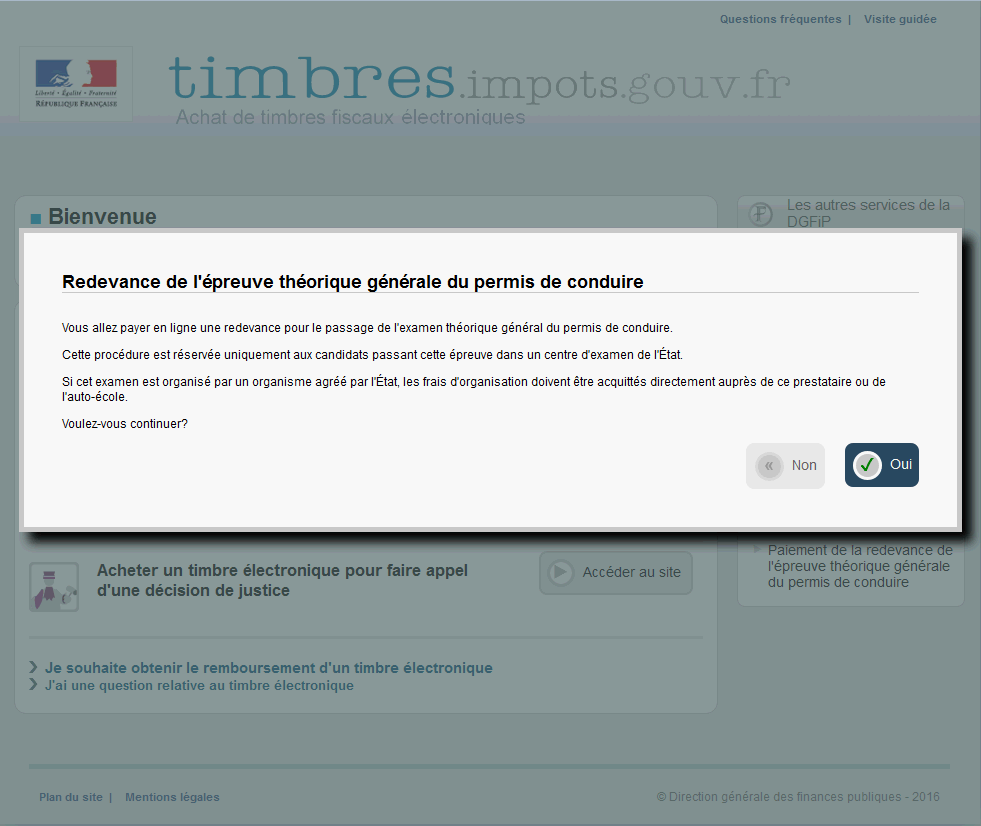 Questions fréquentes | Visite guidée
timbres.impots.gouv.fr
Liberté • Égalité • Fraternité
RÉPUBLIQUE FRANÇAISE
Achat de timbres fiscaux électroniques
Bienvenue
Les autres services de la
DGFiP
Redevance de l'épreuve théorique générale du permis de conduire
Vous allez payer en ligne une redevance pour le passage de l'examen théorique général du permis de conduire.
Cette procédure est réservée uniquement aux candidats passant cette épreuve dans un centre d'examen de l'État.
Si cet examen est organisé par un organisme agréé par l'État, les frais d'organisation doivent être acquittés directement auprès de ce prestataire ou de
l'auto-école.
Voulez-vous continuer?
Non
Oui
Acheter un timbre électronique pour faire appel
d'une décision de justice
Accéder au site
Paiement de la redevance de
l'épreuve théorique générale
du permis de conduire
Je souhaite obtenir le remboursement d'un timbre électronique
J'ai une question relative au timbre électronique
Plan du site | Mentions légales
© Direction générale des finances publiques - 2016